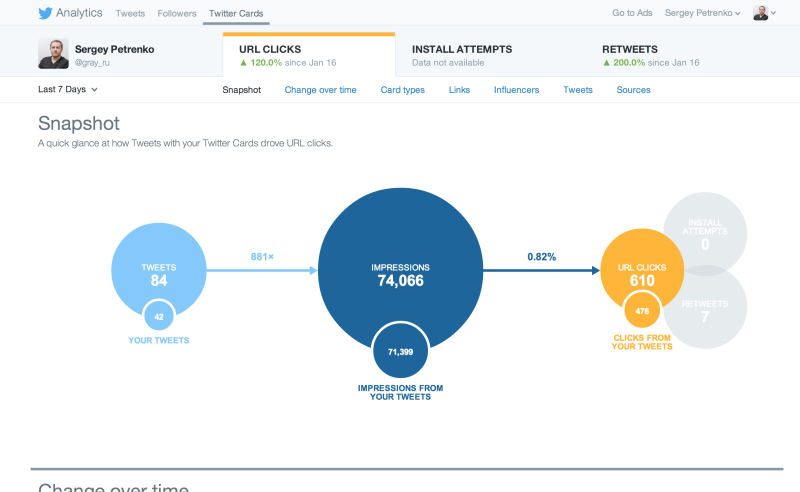 Analytics Tweets Followers Twitter Cards Go to Ads Sergey Petrenko
Sergey Petrenko
@gray_ru
URL CLICKS
▲ 120.0% since Jan 16
INSTALL ATTEMPTS
Data not available
RETWEETS
▲ 200.0% since Jan 16
Last 7 Days
Snapshot Change over time Card types Links Influencers Tweets Sources
Snapshot
A quick glance at how Tweets with your Twitter Cards drove URL clicks.
TWEETS
84
42
YOUR TWEETS
881×
IMPRESSIONS
74,066
71,399
IMPRESSIONS FROM
YOUR TWEETS
0.82%
URL CLICKS
610
476
CLICKS FROM
YOUR TWEETS
INSTALL
ATTEMPTS
0
RETWEETS
7
Change over time